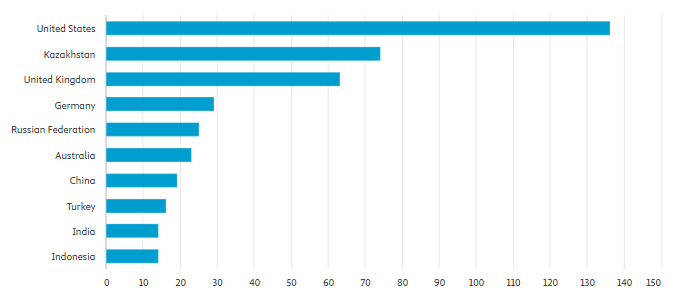 United States
Kazakhstan
United Kingdom
Germany
Russian Federation
Australia
China
Turkey
India
Indonesia
0 10 20 30 40 50 60 70 80 90 100 110 120 130 140 150